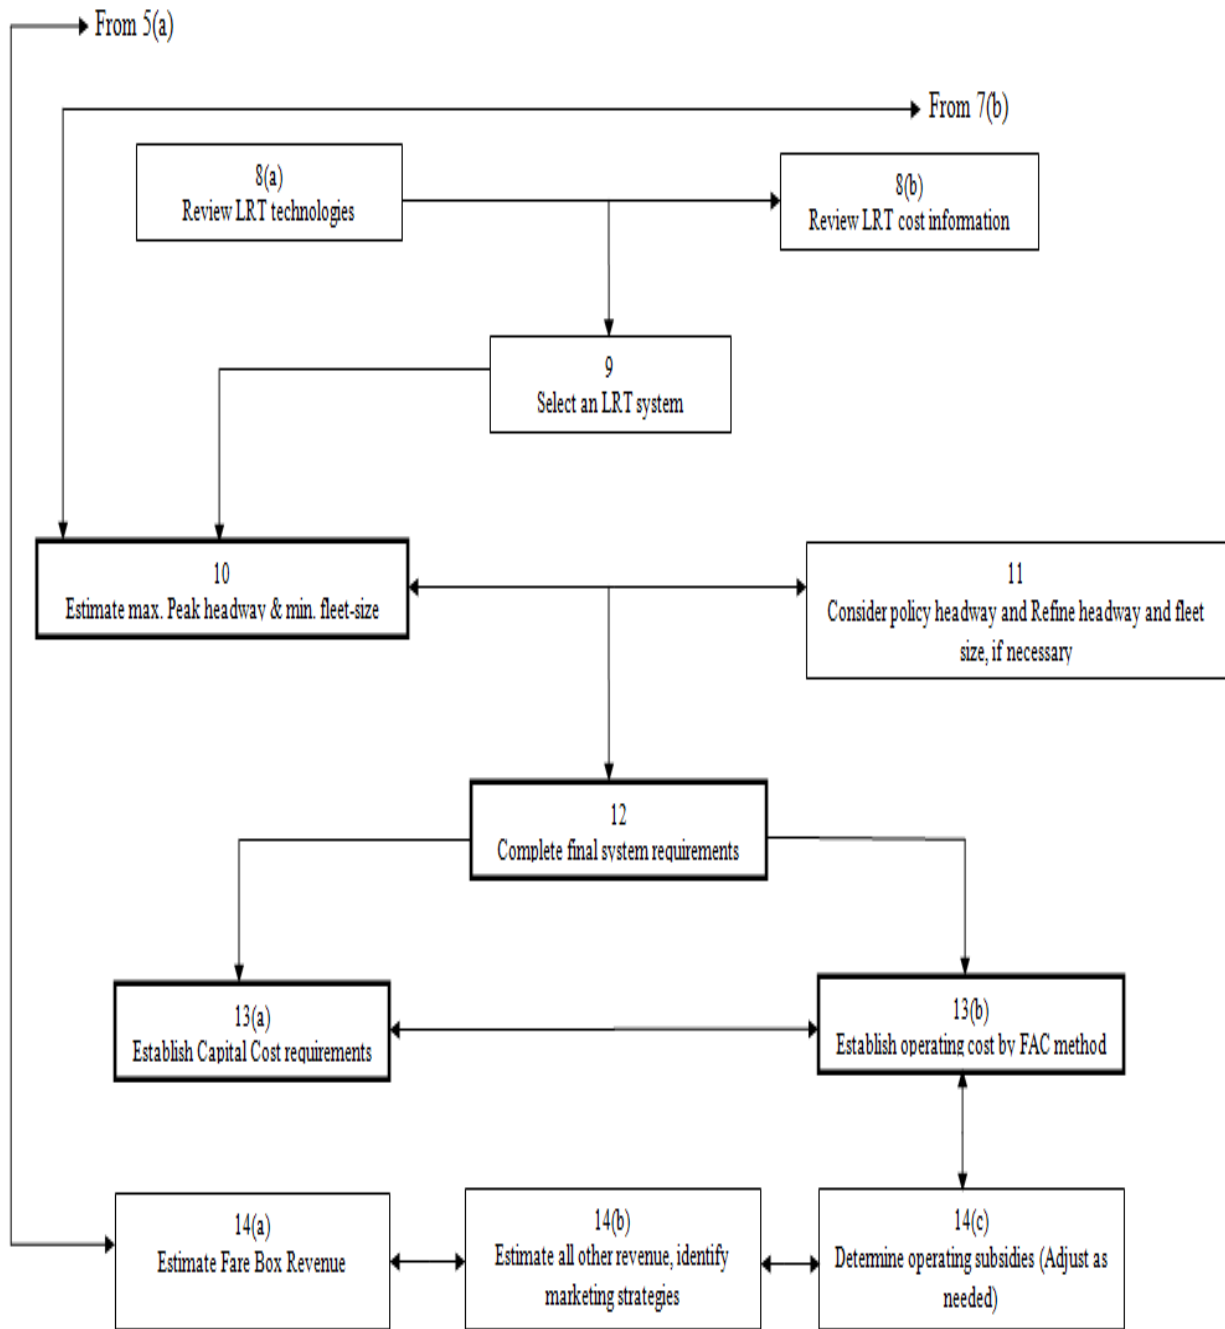 From 5(a)
From 7(b)
8(a)
Review LRT technologies
8(b)
Review LRT cost information
9
Select an LRT system
10
Estimate max. Peak headway & min. fleet-size
11
Consider policy headway and Refine headway and fleet
size, if necessary
12
Complete final system requirements
13(a)
Establish Capital Cost requirements
13(b)
Establish operating cost by FAC method
14(a)
Estimate Fare Box Revenue
14(b)
Estimate all other revenue, identify
marketing strategies
14(c)
Determine operating subsidies (Adjust as
needed)